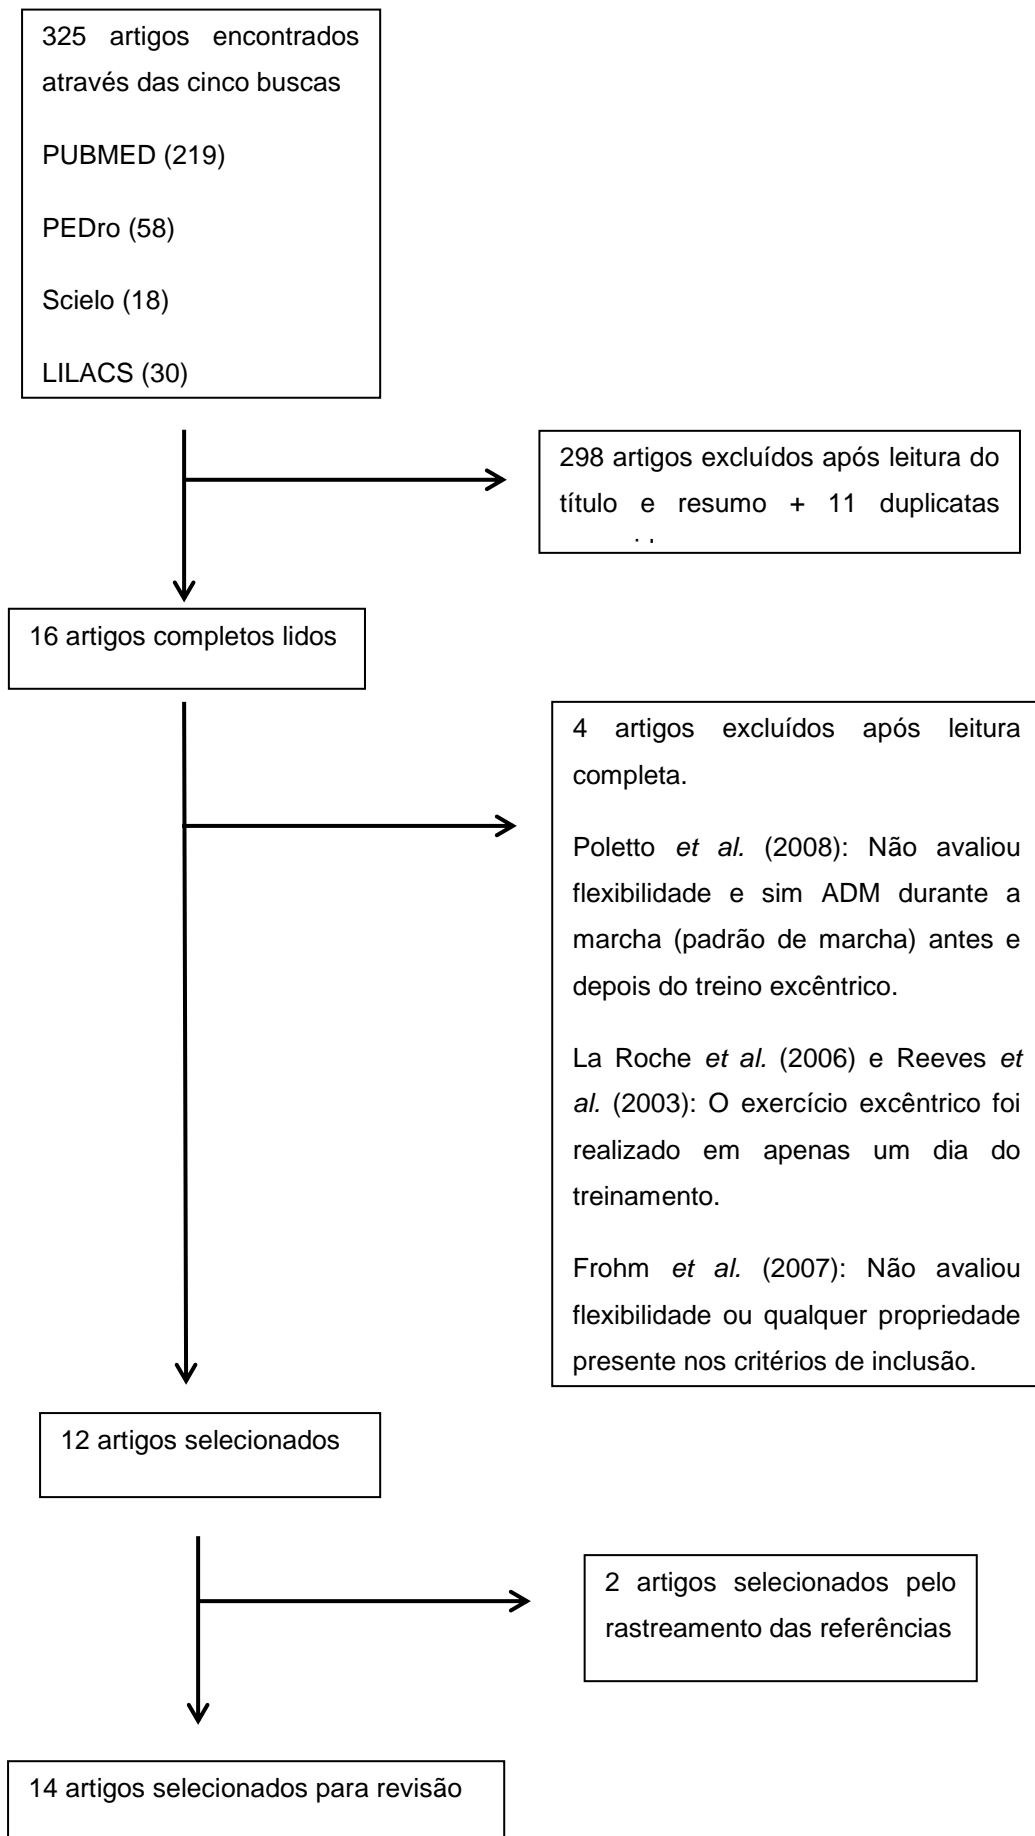 325 artigos encontrados
através das cinco buscas
PUBMED (219)
PEDro (58)
Scielo (18)
LILACS (30)
298 artigos excluídos após leitura do
título e resumo + 11 duplicatas
16 artigos completos lidos
4 artigos excluídos após leitura
completa.
Poletto et al. (2008): Não avaliou
flexibilidade e sim ADM durante a
marcha (padrão de marcha) antes e
depois do treino excêntrico.
La Roche et al. (2006) e Reeves et
al. (2003): O exercício excêntrico foi
realizado em apenas um dia do
treinamento.
Frohm et al. (2007): Não avaliou
flexibilidade ou qualquer propriedade
presente nos critérios de inclusão.
12 artigos selecionados
2 artigos selecionados pelo
rastreamento das referências
14 artigos selecionados para revisão